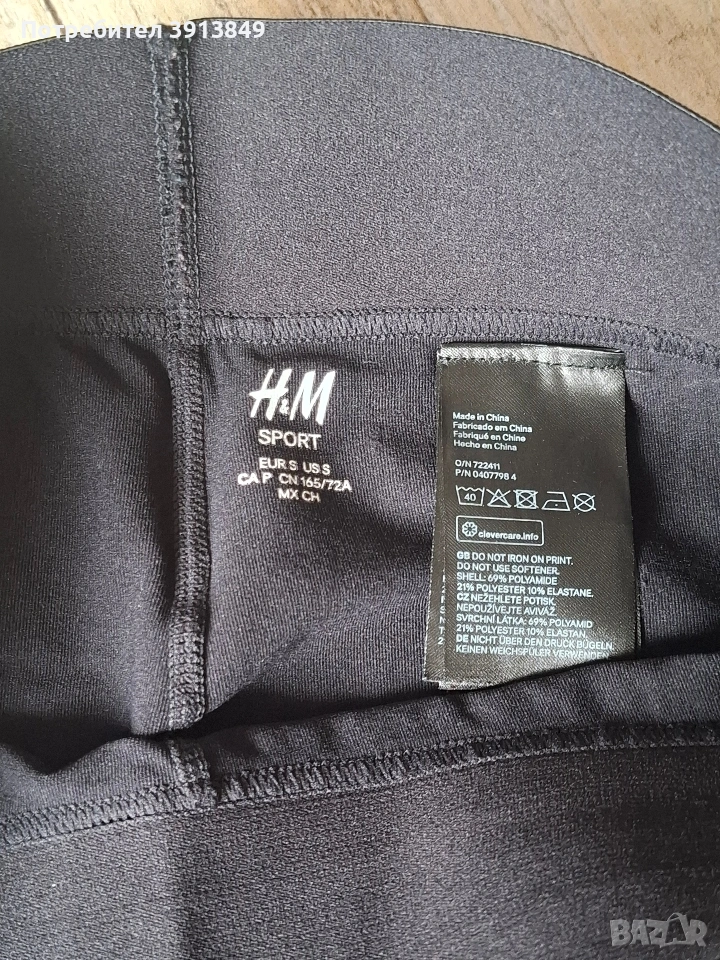 Потребител 3913849
H&M
SPORT
EUR S US S
CA P CN 165/72A
MX CH
Made in China
Fabricado em China
Fabriqué en Chine
Hecho en China
O/N 722411
P/N 0407798 4
40
clevercare.info
GB DO NOT IRON ON PRINT.
DO NOT USE SOFTENER.
SHELL: 69% POLYAMIDE
21% POLYESTER 10% ELASTANE.
CZ NEŽEHLETE POTISK.
NEPOUŽÍVEJTE AVIVÁŽ.
SVRCHNÍ LÁTKA: 69% POLYAMID
21% POLYESTER 10% ELASTAN.
DE NICHT ÜBER DEN DRUCK BÜGELN.
KEINEN WEICHSPÜLER VERWENDEN.
BAZAR